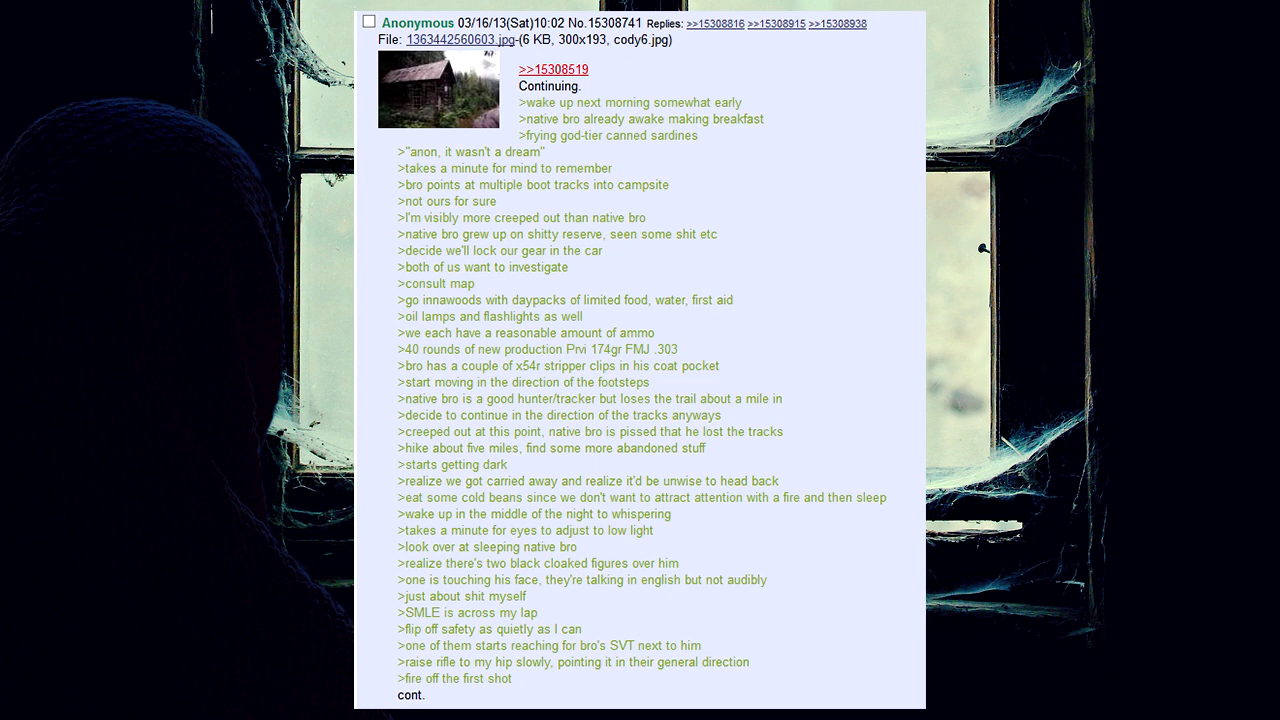 Anonymous 03/16/13(Sat)10:02 No.15308741 Replies: >>15308816 >>15308915 >>15308938
File: 1363442560603.jpg-(6 KB, 300x193, cody6.jpg)
>>15308519
Continuing.
>wake up next morning somewhat early
>native bro already awake making breakfast
>frying god-tier canned sardines
>"anon, it wasn't a dream"
>takes a minute for mind to remember
>bro points at multiple boot tracks into campsite
>not ours for sure
>I'm visibly more creeped out than native bro
>native bro grew up on shitty reserve, seen some shit etc
>decide we'll lock our gear in the car
>both of us want to investigate
>consult map
>go innawoods with daypacks of limited food, water, first aid
>oil lamps and flashlights as well
>we each have a reasonable amount of ammo
>40 rounds of new production Prvi 174gr FMJ .303
>bro has a couple of x54r stripper clips in his coat pocket
>start moving in the direction of the footsteps
>native bro is a good hunter/tracker but loses the trail about a mile in
>decide to continue in the direction of the tracks anyways
>creeped out at this point, native bro is pissed that he lost the tracks
>hike about five miles, find some more abandoned stuff
>starts getting dark
>realize we got carried away and realize it'd be unwise to head back
>eat some cold beans since we don't want to attract attention with a fire and then sleep
>wake up in the middle of the night to whispering
>takes a minute for eyes to adjust to low light
>look over at sleeping native bro
>realize there's two black cloaked figures over him
>one is touching his face, they're talking in english but not audibly
>just about shit myself
>SMLE is across my lap
>flip off safety as quietly as I can
>one of them starts reaching for bro's SVT next to him
>raise rifle to my hip slowly, pointing it in their general direction
>fire off the first shot
cont.